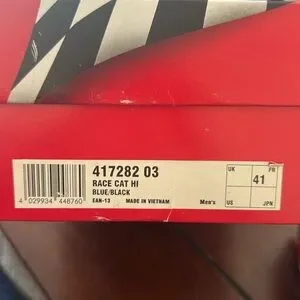 417282 03
RACE CAT HI
BLUE/BLACK
EAN-13 MADE IN VIETNAM Men's
4 029934 448760
UK FR
41
US JPN